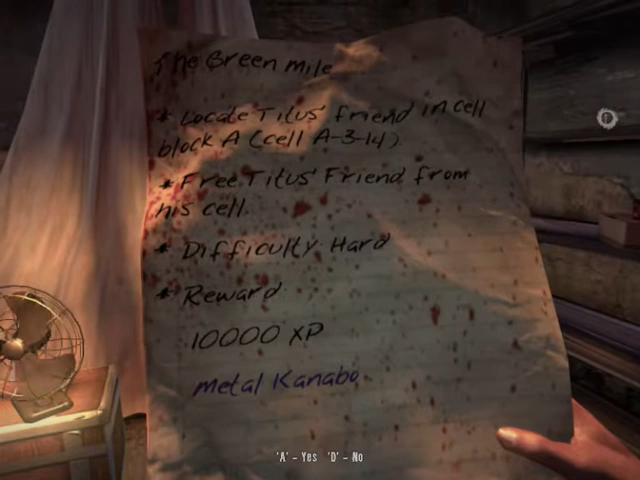 The Green mile
* Locate Titus' friend in cell
block A (cell A-3-14)
* Free Titus' Friend from
his cell
* Difficulty Hard
* Reward
10000 XP
Metal Kanabo
'A' - Yes 'D' - No